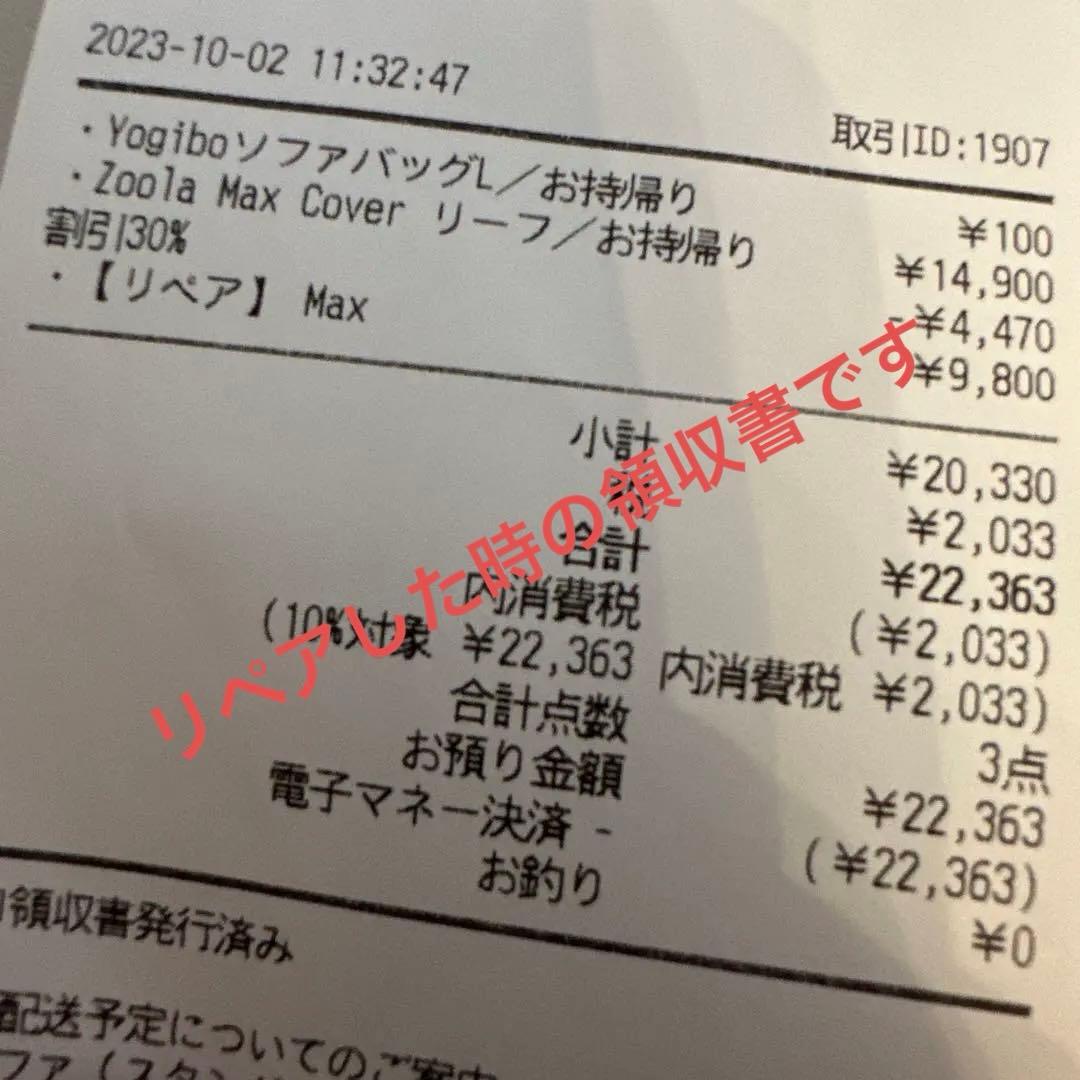 2023-10-02 11:32:47
取引ID:1907
・YogiboソファバッグL／お持帰り ¥100
・Zoola Max Cover リーフ／お持帰り ¥14,900
割引30% -¥4,470
・【リペア】 Max ¥9,800
小計 ¥20,330
税 ¥2,033
合計 ¥22,363
内消費税 (¥2,033)
(10%対象 ¥22,363 内消費税 ¥2,033)
合計点数 3点
お預り金額 ¥22,363
電子マネー決済 - (¥22,363)
お釣り ¥0
領収書発行済み
配送予定についてのご案内
リペアした時の領収書です